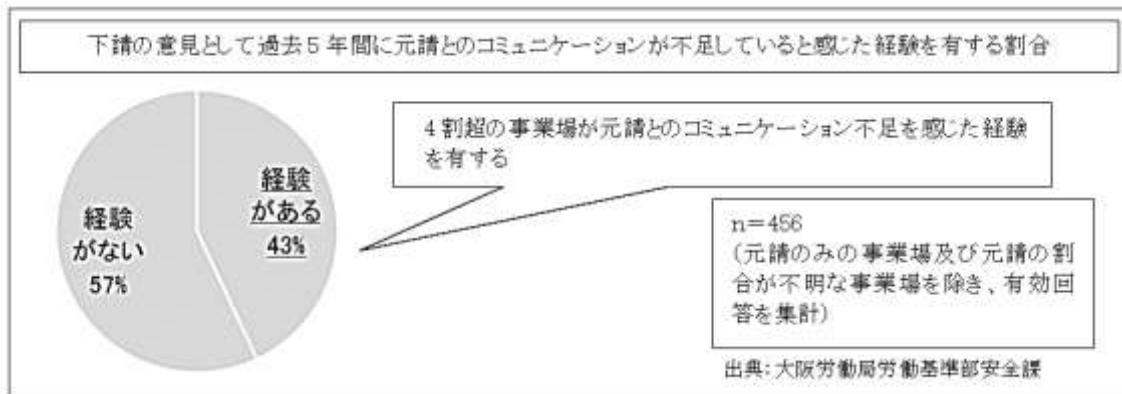 下請の意見として過去5年間に元請とのコミュニケーションが不足していると感じた経験を有する割合
4割超の事業場が元請とのコミュニケーション不足を感じた経験
を有する
経験
がある
43%
経験
がない
57%
n=456
(元請のみの事業場及び元請の割
合が不明な事業場を除き、有効回
答を集計)
出典:大阪労働局労働基準部安全課